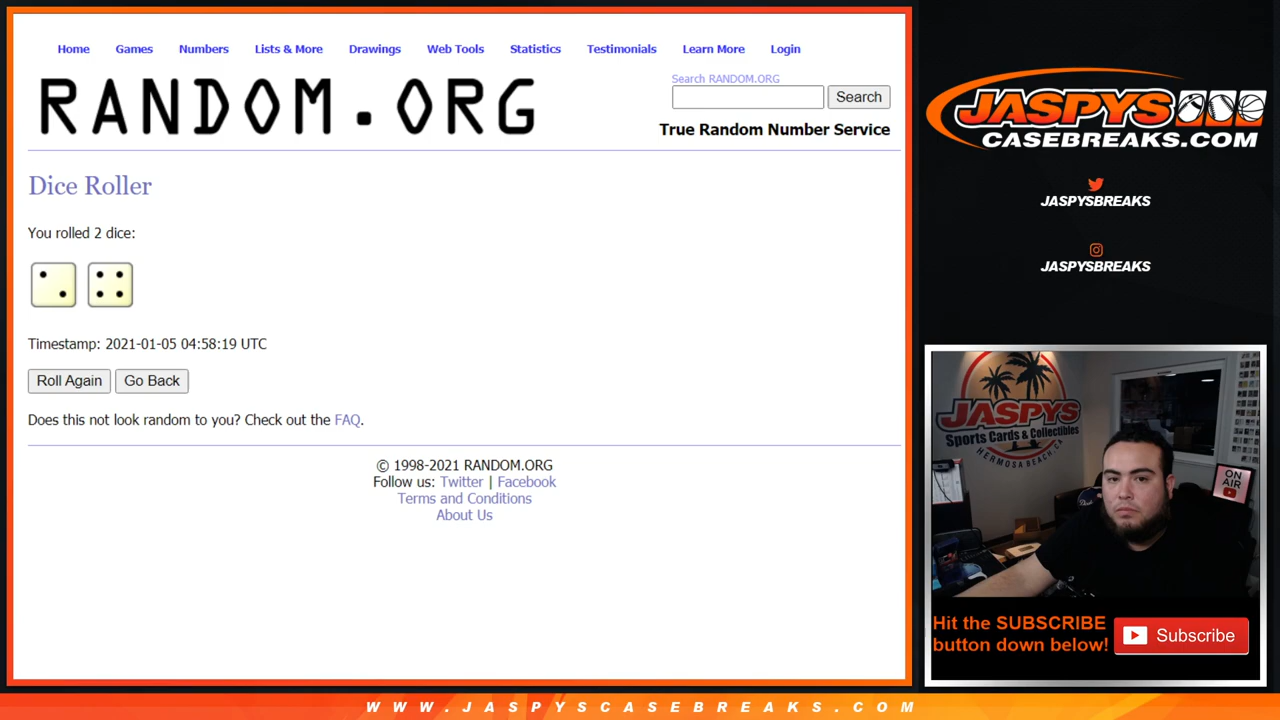 Home Games Numbers Lists & More Drawings Web Tools Statistics Testimonials Learn More Login
RANDOM.ORG
Search RANDOM.ORG
Search
True Random Number Service
Dice Roller
You rolled 2 dice:
Timestamp: 2021-01-05 04:58:19 UTC
Roll Again Go Back
Does this not look random to you? Check out the FAQ.
© 1998-2021 RANDOM.ORG
Follow us: Twitter | Facebook
Terms and Conditions
About Us
JASPYS
CASEBREAKS.COM
JASPYSBREAKS
JASPYSBREAKS
JASPYS
Sports Cards & Collectibles
HERMOSA BEACH, CA
ON
AIR
Hit the SUBSCRIBE
button down below!
Subscribe
WWW.JASPYSCASEBREAKS.COM